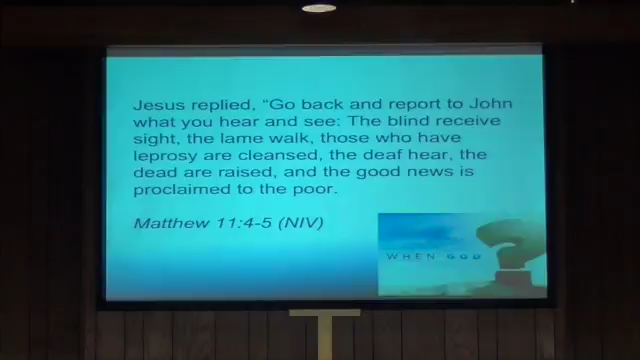 Jesus replied, "Go back and report to John
what you hear and see: The blind receive
sight, the lame walk, those who have
leprosy are cleansed, the deaf hear, the
dead are raised, and the good news is
proclaimed to the poor.
Matthew 11:4-5 (NIV)
WHEN GOD